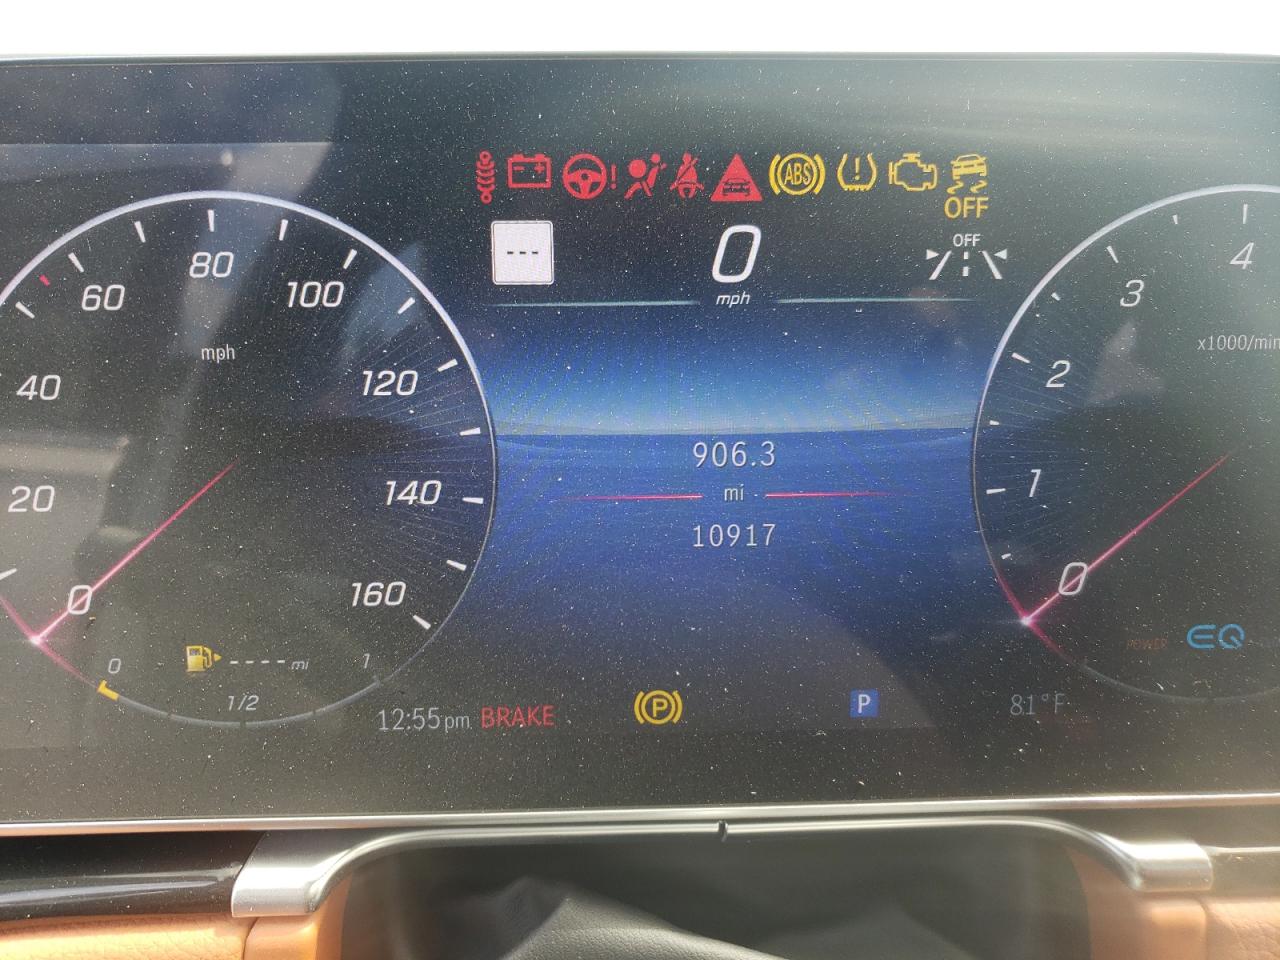 ABS
OFF
0
mph
OFF
80
60
100
mph
40
120
20
140
0
160
0
---- mi
1
1/2
906.3
mi
10917
4
3
x1000/min
2
1
0
POWER
EQ
12:55 pm
BRAKE
P
P
81°F